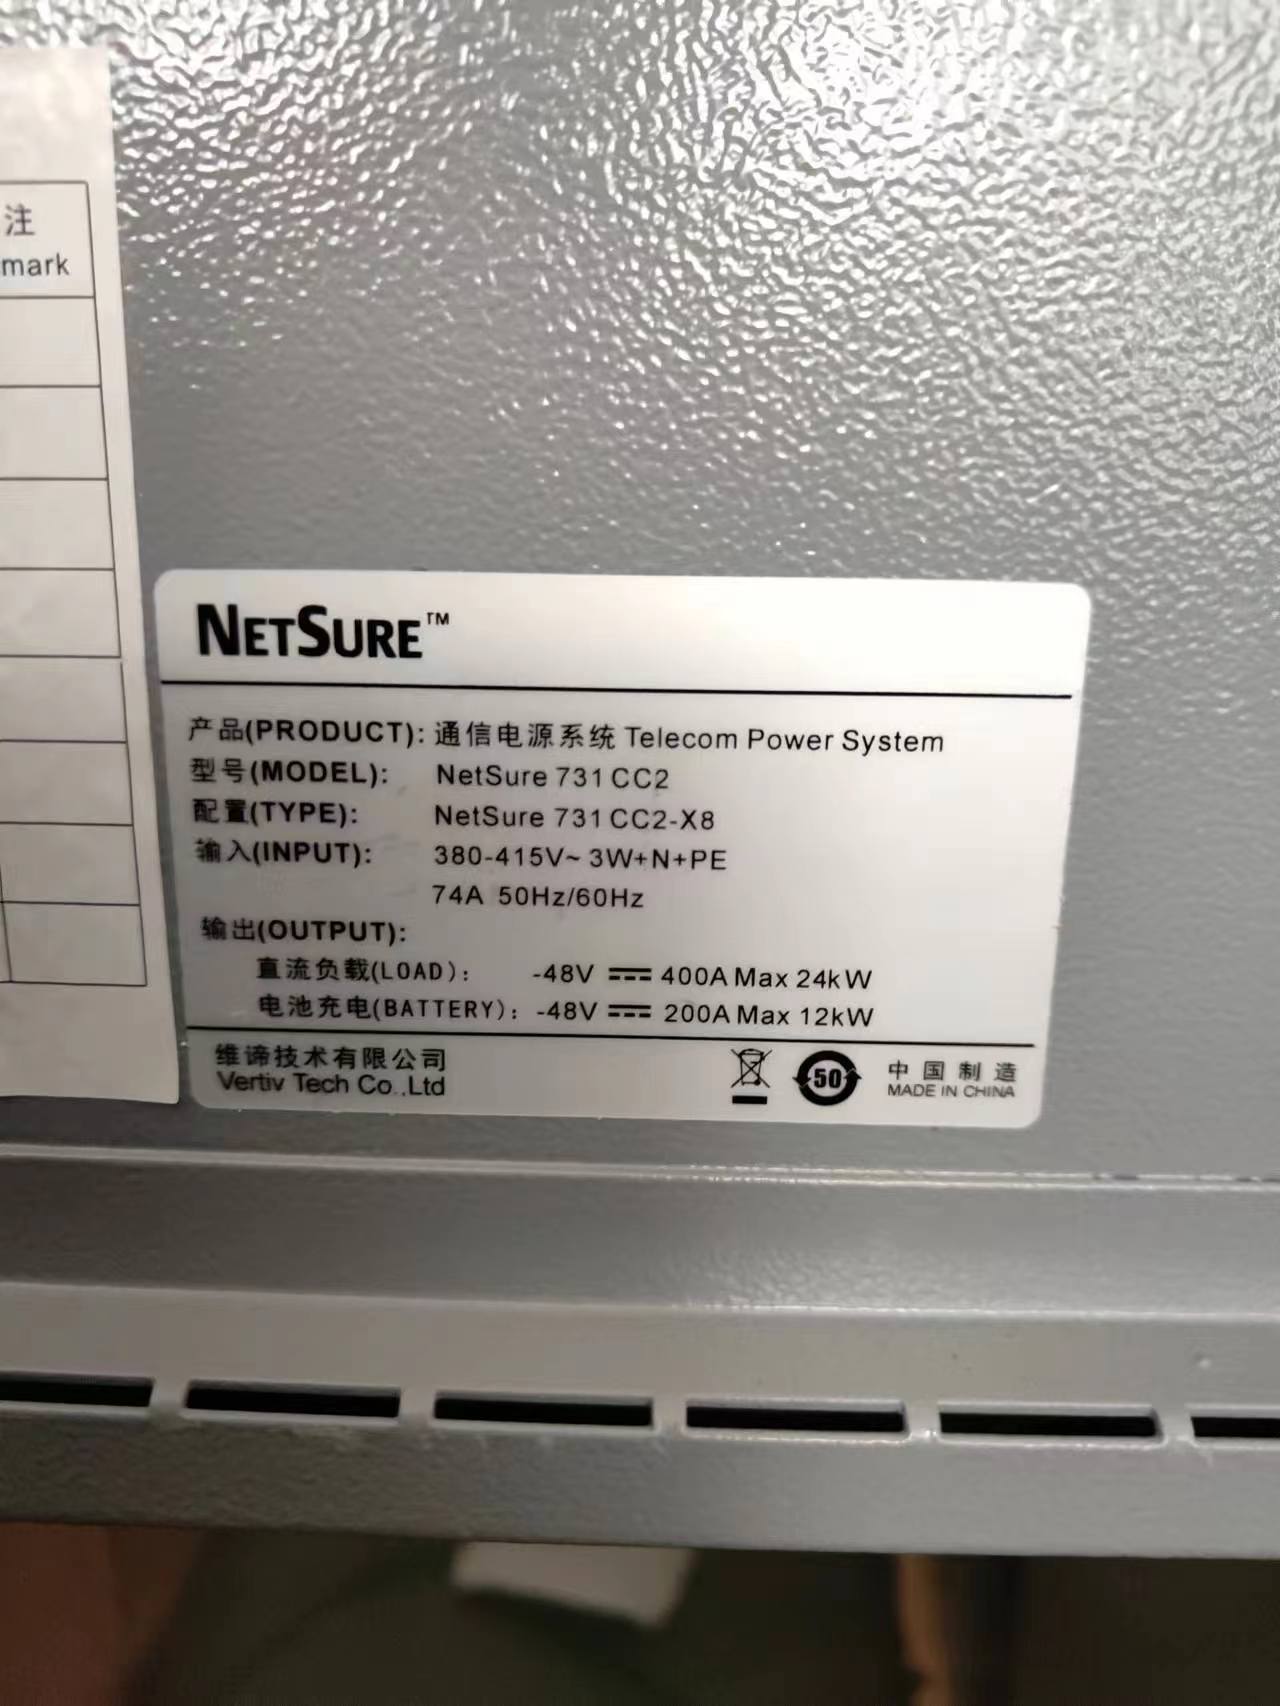 注
mark
NETSURE™
产品(PRODUCT): 通信电源系统 Telecom Power System
型号(MODEL): NetSure 731 CC2
配置(TYPE): NetSure 731 CC2-X8
输入(INPUT): 380-415V~ 3W+N+PE
74A 50Hz/60Hz
输出(OUTPUT):
直流负载(LOAD): -48V ⎓ 400A Max 24kW
电池充电(BATTERY): -48V ⎓ 200A Max 12kW
维谛技术有限公司
Vertiv Tech Co.,Ltd
50
中国制造
MADE IN CHINA